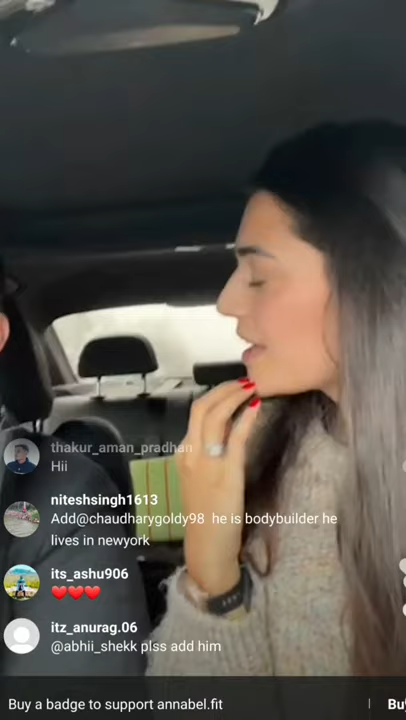 thakur_aman_pradhan
Hii
niteshsingh1613
Add@chaudharygoldy98 he is bodybuilder he
lives in newyork
its_ashu906
❤️❤️❤️
itz_anurag.06
@abhii_shekk plss add him
Buy a badge to support annabel.fit